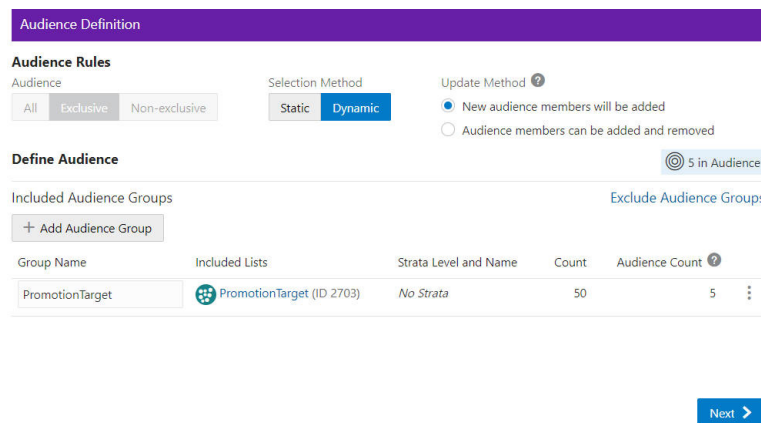 Audience Definition
Audience Rules
Audience Selection Method Update Method ?
All Exclusive Non-exclusive Static Dynamic New audience members will be added
Audience members can be added and removed
Define Audience 5 in Audience
Included Audience Groups Exclude Audience Groups
+ Add Audience Group
Group Name Included Lists Strata Level and Name Count Audience Count ?
PromotionTarget PromotionTarget (ID 2703) No Strata 50 5
Next